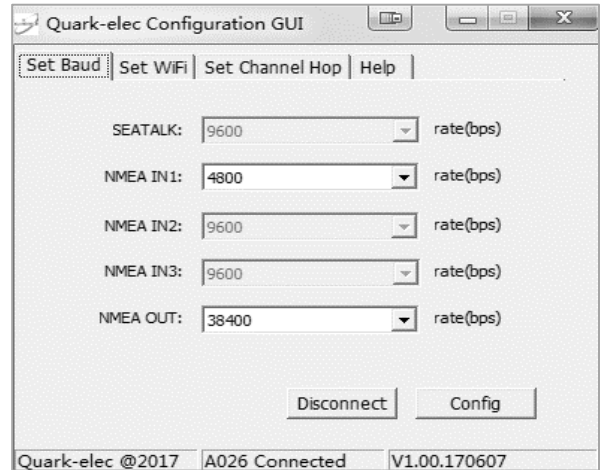 Quark-elec Configuration GUI
Set Baud Set WiFi Set Channel Hop Help
SEATALK: 9600 rate(bps)
NMEA IN1: 4800 rate(bps)
NMEA IN2: 9600 rate(bps)
NMEA IN3: 9600 rate(bps)
NMEA OUT: 38400 rate(bps)
Disconnect Config
Quark-elec @2017 A026 Connected V1.00.170607